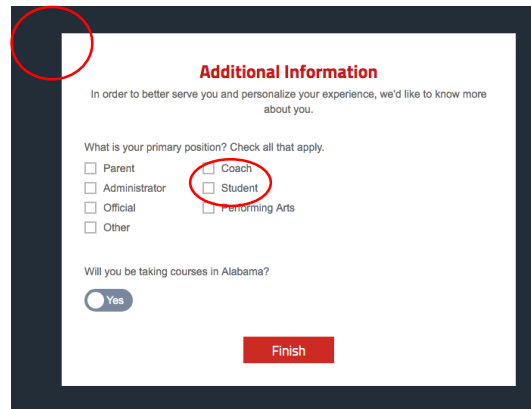 Additional Information
In order to better serve you and personalize your experience, we'd like to know more
about you.
What is your primary position? Check all that apply.
Parent Coach
Administrator Student
Official Performing Arts
Other
Will you be taking courses in Alabama?
Yes
Finish